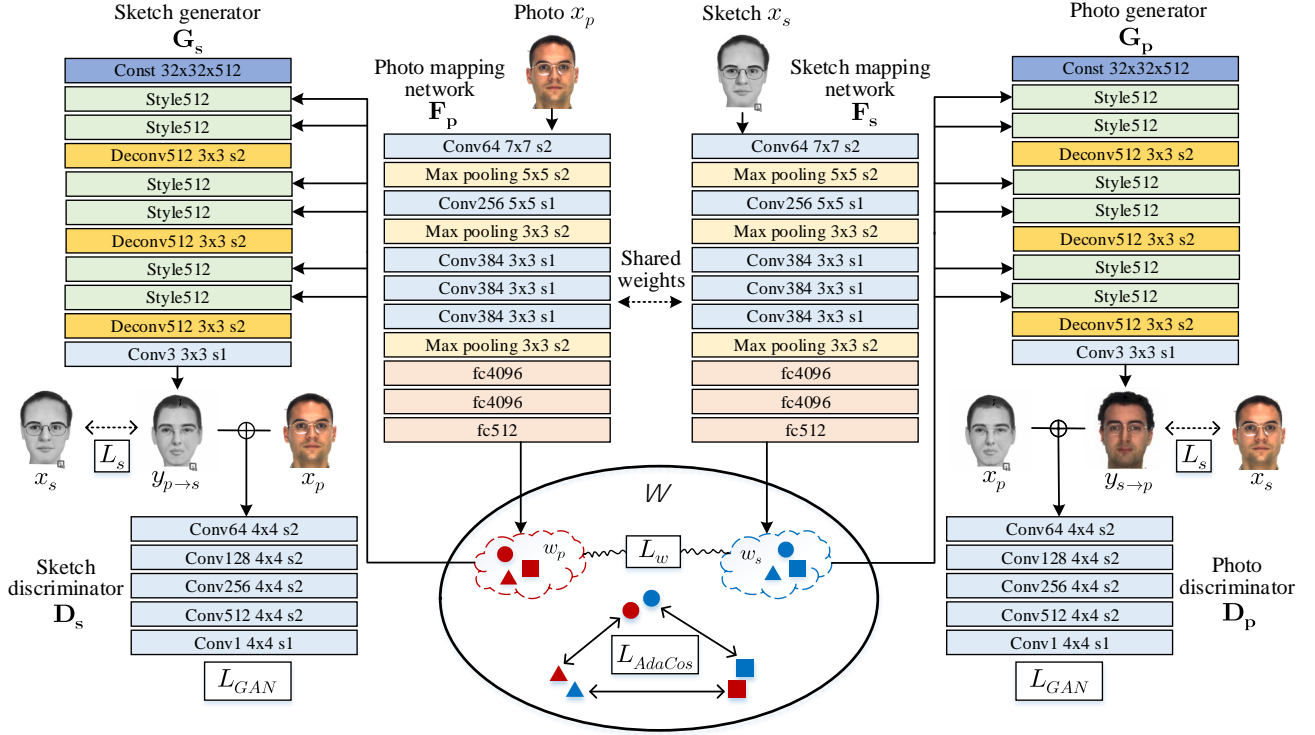 Sketch generator
G_s
Const 32x32x512
Style512
Style512
Deconv512 3x3 s2
Style512
Style512
Deconv512 3x3 s2
Style512
Style512
Deconv512 3x3 s2
Conv3 3x3 s1
x_s
L_s
y_{p→s}
x_p
Conv64 4x4 s2
Conv128 4x4 s2
Conv256 4x4 s2
Conv512 4x4 s2
Conv1 4x4 s1
Sketch
discriminator
D_s
L_{GAN}
Photo x_p
Photo mapping
network
F_p
Conv64 7x7 s2
Max pooling 5x5 s2
Conv256 5x5 s1
Max pooling 3x3 s2
Conv384 3x3 s1
Conv384 3x3 s1
Conv384 3x3 s1
Max pooling 3x3 s2
fc4096
fc4096
fc512
Shared
weights
Sketch x_s
Sketch mapping
network
F_s
Conv64 7x7 s2
Max pooling 5x5 s2
Conv256 5x5 s1
Max pooling 3x3 s2
Conv384 3x3 s1
Conv384 3x3 s1
Conv384 3x3 s1
Max pooling 3x3 s2
fc4096
fc4096
fc512
W
w_p
L_w
w_s
L_{AdaCos}
Photo generator
G_p
Const 32x32x512
Style512
Style512
Deconv512 3x3 s2
Style512
Style512
Deconv512 3x3 s2
Style512
Style512
Deconv512 3x3 s2
Conv3 3x3 s1
x_p
y_{s→p}
L_s
x_s
Conv64 4x4 s2
Conv128 4x4 s2
Conv256 4x4 s2
Conv512 4x4 s2
Conv1 4x4 s1
Photo
discriminator
D_p
L_{GAN}